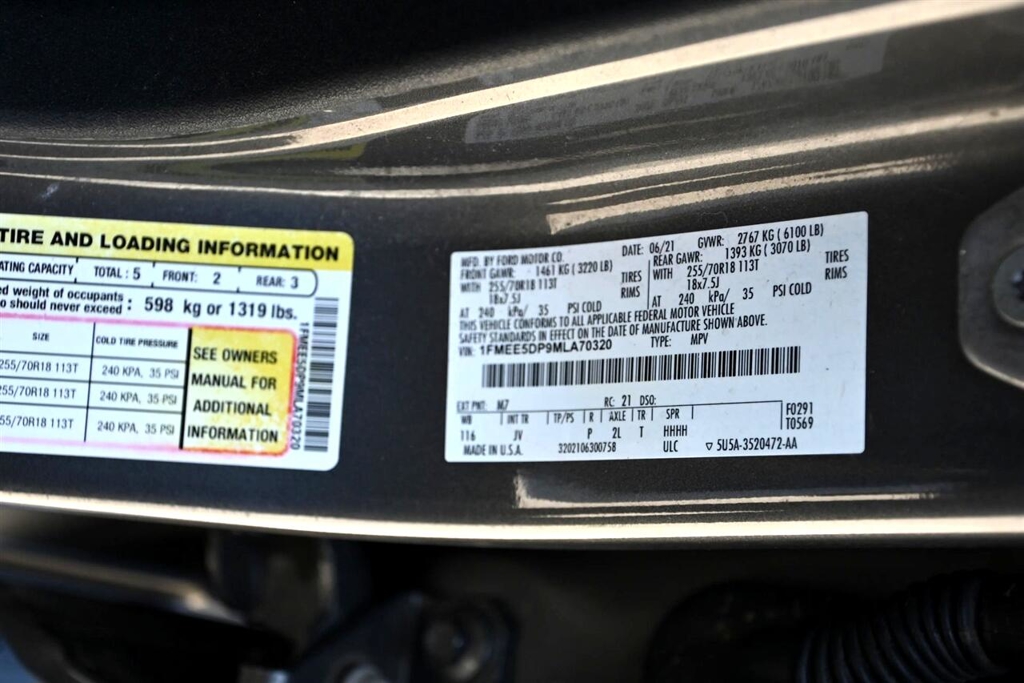 TIRE AND LOADING INFORMATION
ATING CAPACITY TOTAL : 5 FRONT: 2 REAR: 3
ed weight of occupants
o should never exceed : 598 kg or 1319 lbs.
SIZE COLD TIRE PRESSURE
255/70R18 113T 240 KPA, 35 PSI
255/70R18 113T 240 KPA, 35 PSI
55/70R18 113T 240 KPA, 35 PSI
SEE OWNERS
MANUAL FOR
ADDITIONAL
INFORMATION
1FMEE5DP9MLA70320
MFD. BY FORD MOTOR CO. DATE: 06/21 GVWR: 2767 KG ( 6100 LB)
FRONT GAWR: 1461 KG ( 3220 LB) REAR GAWR: 1393 KG ( 3070 LB)
WITH 255/70R18 113T TIRES WITH 255/70R18 113T TIRES
18x7.5J RIMS 18x7.5J RIMS
AT 240 kPa/ 35 PSI COLD AT 240 kPa/ 35 PSI COLD
THIS VEHICLE CONFORMS TO ALL APPLICABLE FEDERAL MOTOR VEHICLE
SAFETY STANDARDS IN EFFECT ON THE DATE OF MANUFACTURE SHOWN ABOVE.
VIN: 1FMEE5DP9MLA70320 TYPE: MPV
EXT PNT: M7 RC: 21 DSO:
WB INT TR TP/PS R AXLE TR SPR
116 JV P 2L T HHHH
F0291
T0569
MADE IN U.S.A. 3202106300758 ULC ▽ 5U5A-3520472-AA